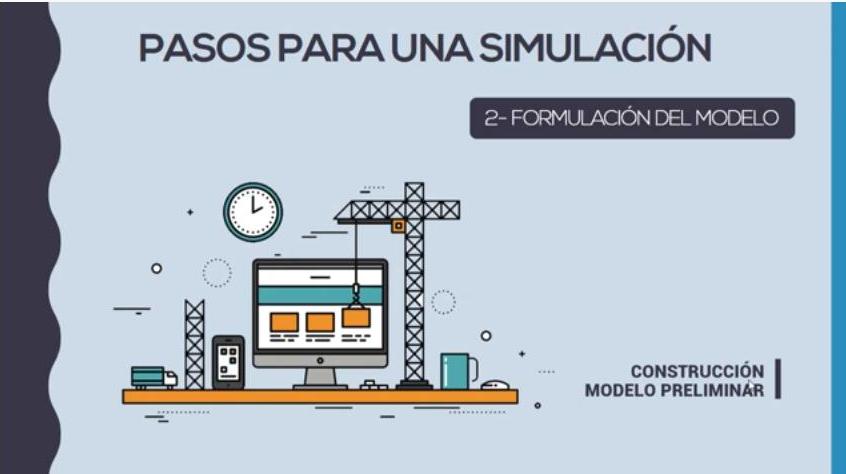 PASOS PARA UNA SIMULACIÓN
2- FORMULACIÓN DEL MODELO
CONSTRUCCIÓN
MODELO PRELIMINAR